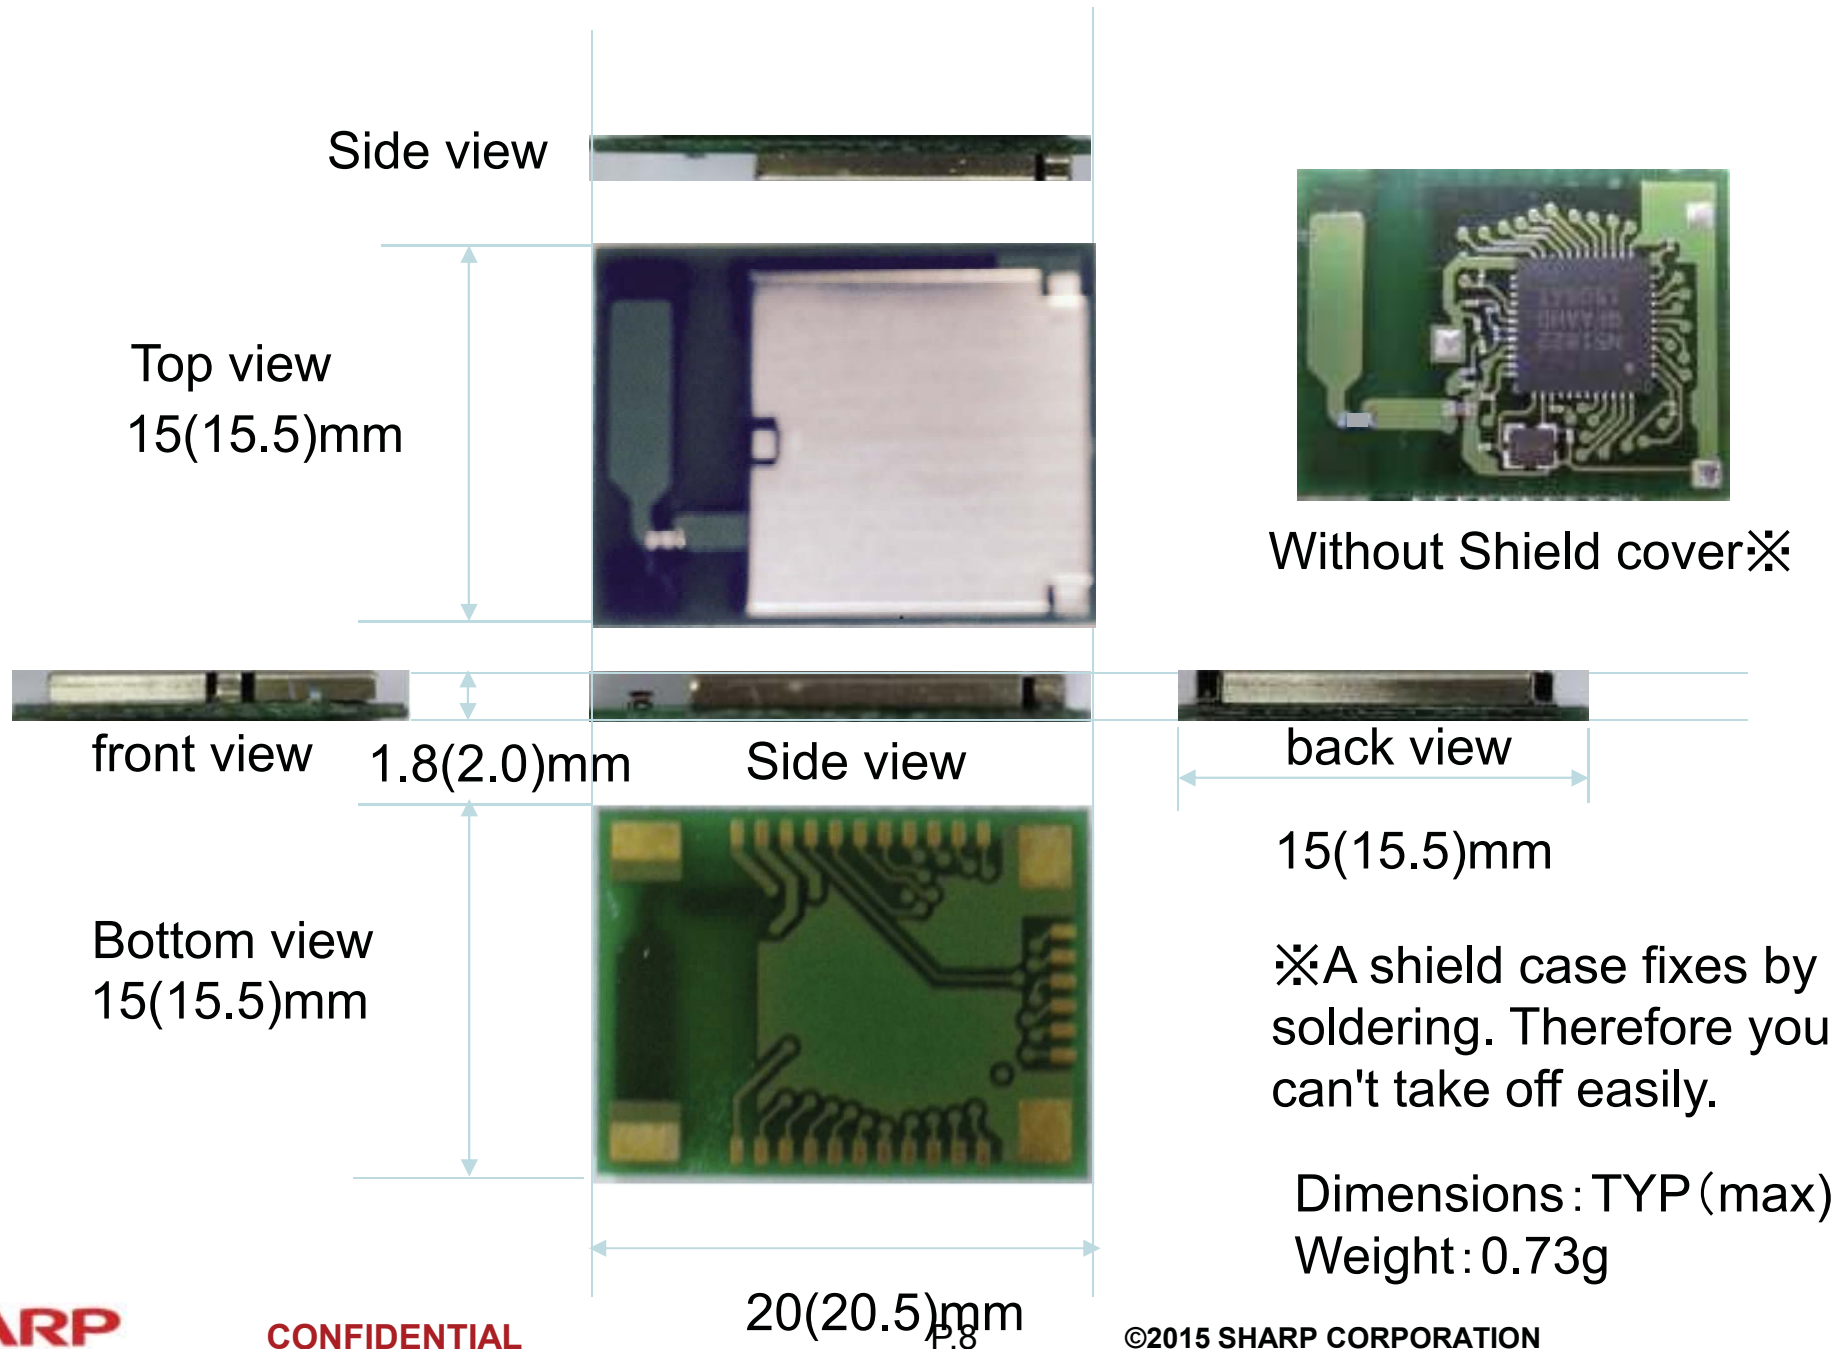 Side view
Top view
15(15.5)mm
Without Shield cover※
front view
1.8(2.0)mm
Side view
back view
15(15.5)mm
Bottom view
15(15.5)mm
※A shield case fixes by
soldering. Therefore you
can't take off easily.
Dimensions：TYP（max)
Weight：0.73g
20(20.5)mm
ARP
CONFIDENTIAL
P.8
©2015 SHARP CORPORATION